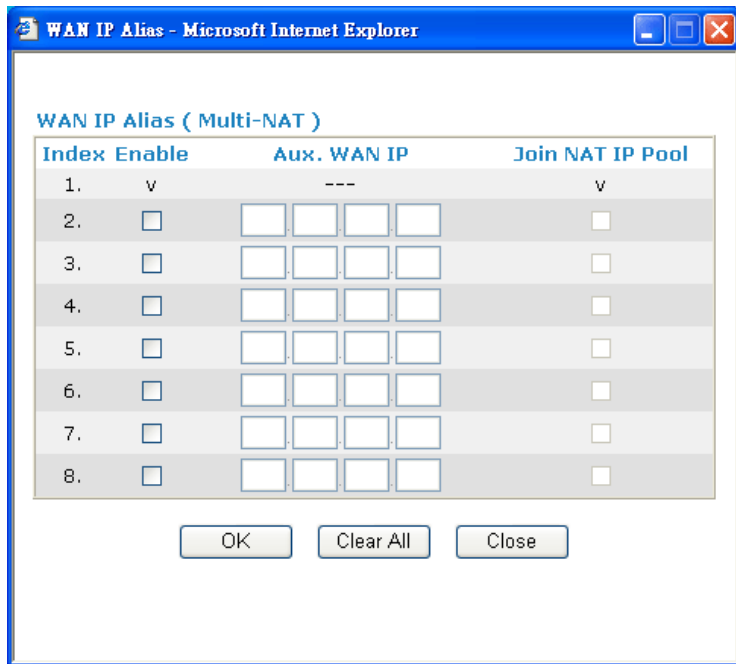 WAN IP Alias - Microsoft Internet Explorer
WAN IP Alias ( Multi-NAT )
Index Enable Aux. WAN IP Join NAT IP Pool
1. v --- v
2. . . .
3. . . .
4. . . .
5. . . .
6. . . .
7. . . .
8. . . .
OK Clear All Close